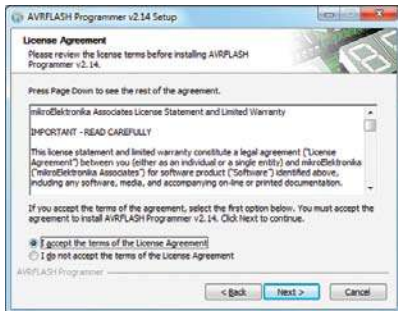 AVRFLASH Programmer v2.14 Setup
License Agreement
Please review the license terms before installing AVRFLASH
Programmer v2.14.
Press Page Down to see the rest of the agreement.
mikroElektronika Associates License Statement and Limited Warranty
IMPORTANT - READ CAREFULLY
This license statement and limited warranty constitute a legal agreement ("License
Agreement") between you (either as an individual or a single entity) and mikroElektronika
("mikroElektronika Associates") for software product ("Software") identified above,
including any software, media, and accompanying on-line or printed documentation.
If you accept the terms of the agreement, select the first option below. You must accept the
agreement to install AVRFLASH Programmer v2.14. Click Next to continue.
I accept the terms of the License Agreement
I do not accept the terms of the License Agreement
AVRFLASH Programmer
< Back Next > Cancel